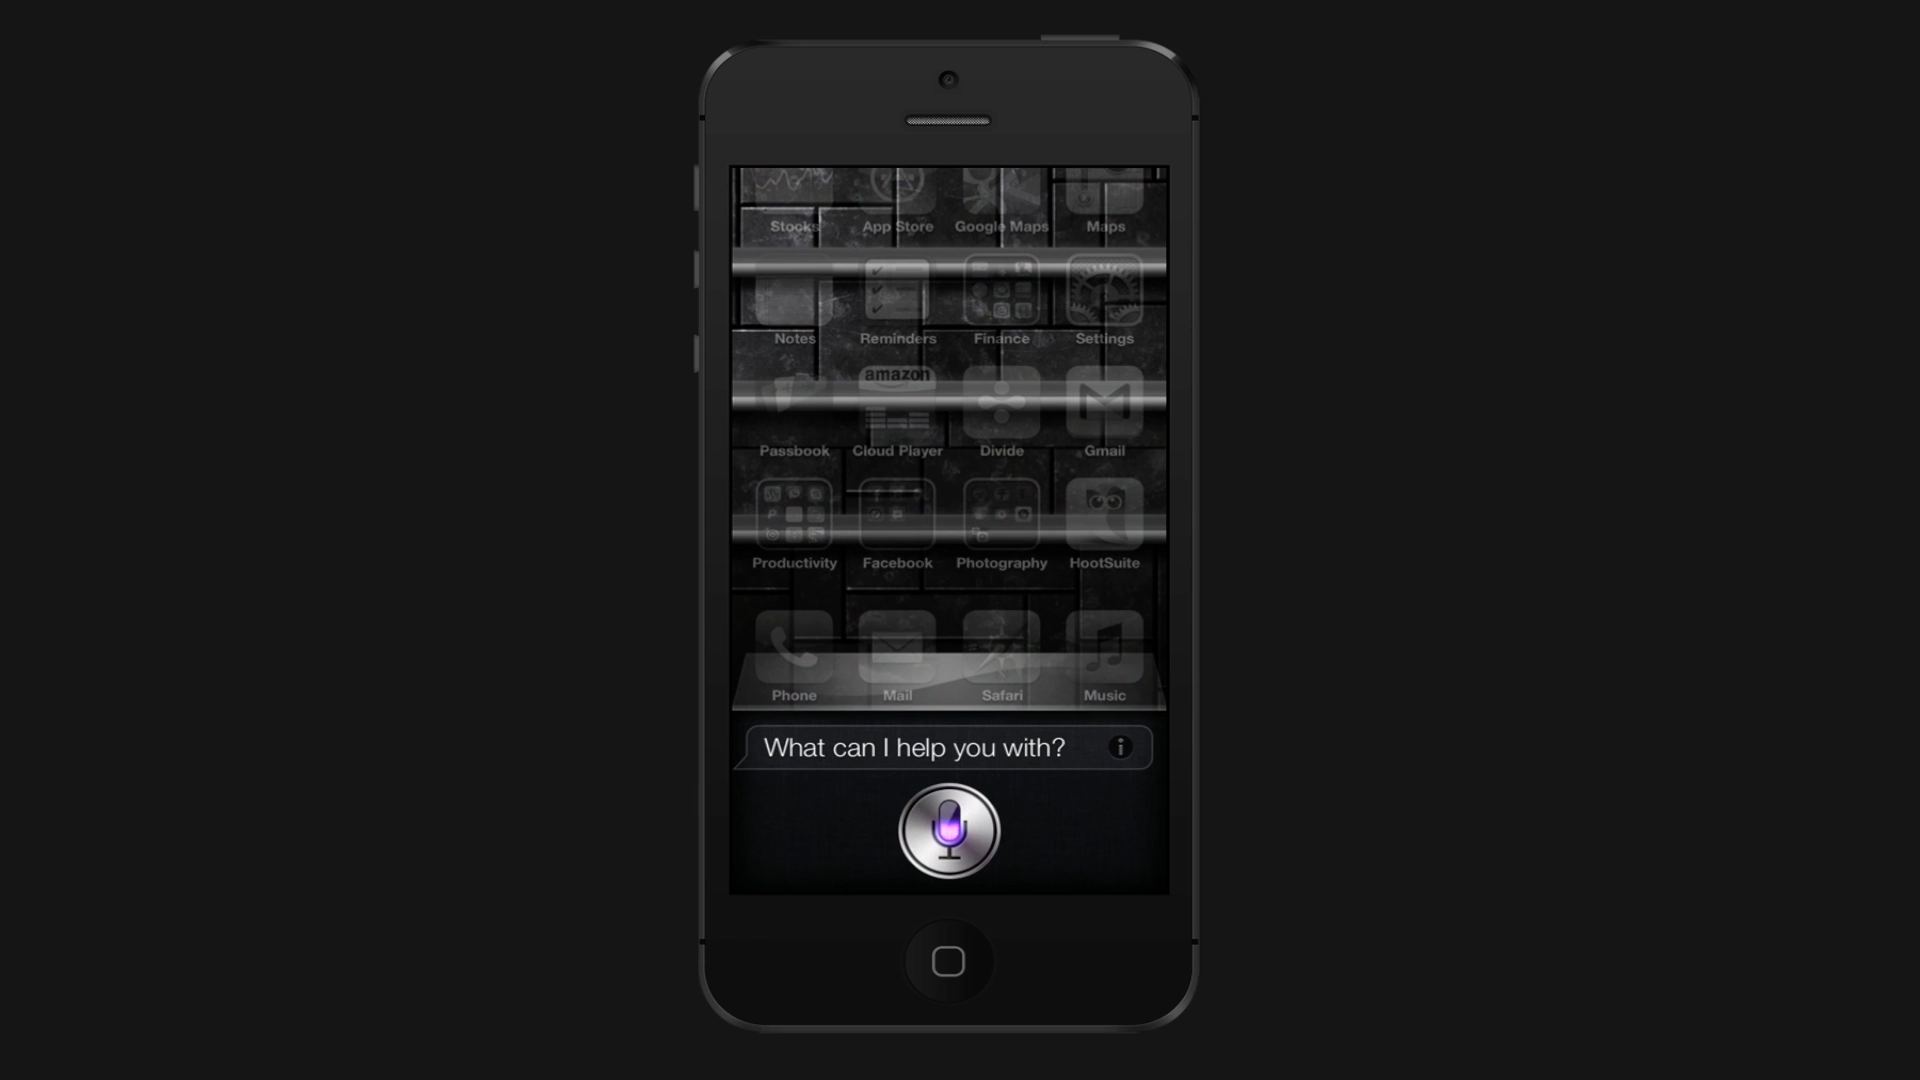 Stocks App Store Google Maps Maps
Notes Reminders Finance Settings
amazon
Passbook Cloud Player Divide Gmail
Productivity Facebook Photography HootSuite
Phone Mail Safari Music
What can I help you with?